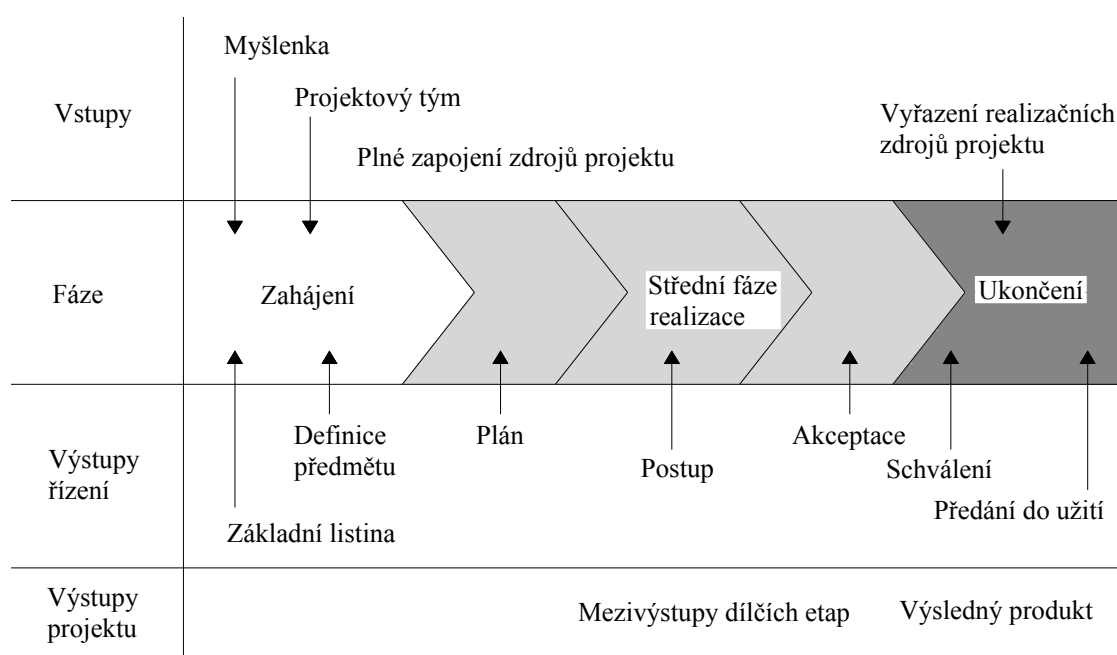 Myšlenka
Projektový tým
Vstupy
Vyřazení realizačních
zdrojů projektu
Plné zapojení zdrojů projektu
Fáze
Zahájení
Střední fáze
realizace
Ukončení
Výstupy
řízení
Definice
předmětu
Plán
Postup
Akceptace
Schválení
Předání do užití
Základní listina
Výstupy
projektu
Mezivýstupy dílčích etap
Výsledný produkt